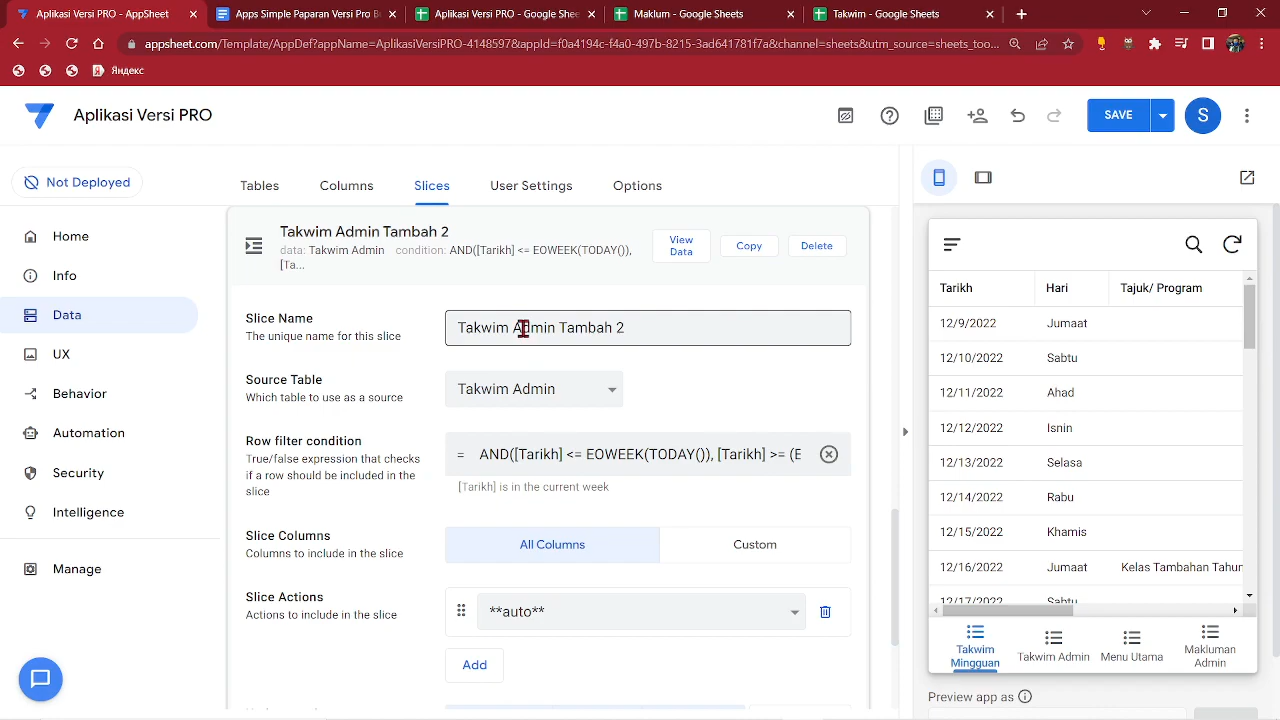 Aplikasi Versi PRO - AppSheet
Apps Simple Paparan Versi Pro B
Aplikasi Versi PRO - Google Shee
Maklum - Google Sheets
Takwim - Google Sheets
appsheet.com/Template/AppDef?appName=AplikasiVersiPRO-4148597&appId=f0a4194c-f4a0-497b-8215-3ad641781f7a&channel=sheets&utm_source=sheets_too...
Яндекс
Aplikasi Versi PRO
SAVE
S
Not Deployed
Tables
Columns
Slices
User Settings
Options
Home
Info
Data
UX
Behavior
Automation
Security
Intelligence
Manage
Takwim Admin Tambah 2
data: Takwim Admin condition: AND([Tarikh] <= EOWEEK(TODAY()),
[Ta...
View
Data
Copy
Delete
Slice Name
The unique name for this slice
Takwim Admin Tambah 2
Source Table
Which table to use as a source
Takwim Admin
Row filter condition
True/false expression that checks
if a row should be included in the
slice
= AND([Tarikh] <= EOWEEK(TODAY()), [Tarikh] >= (E
[Tarikh] is in the current week
Slice Columns
Columns to include in the slice
All Columns
Custom
Slice Actions
Actions to include in the slice
**auto**
Add
Tarikh Hari Tajuk/ Program
12/9/2022 Jumaat
12/10/2022 Sabtu
12/11/2022 Ahad
12/12/2022 Isnin
12/13/2022 Selasa
12/14/2022 Rabu
12/15/2022 Khamis
12/16/2022 Jumaat Kelas Tambahan Tahun
12/17/2022 Sabtu
Takwim
Mingguan
Takwim Admin
Menu Utama
Makluman
Admin
Preview app as